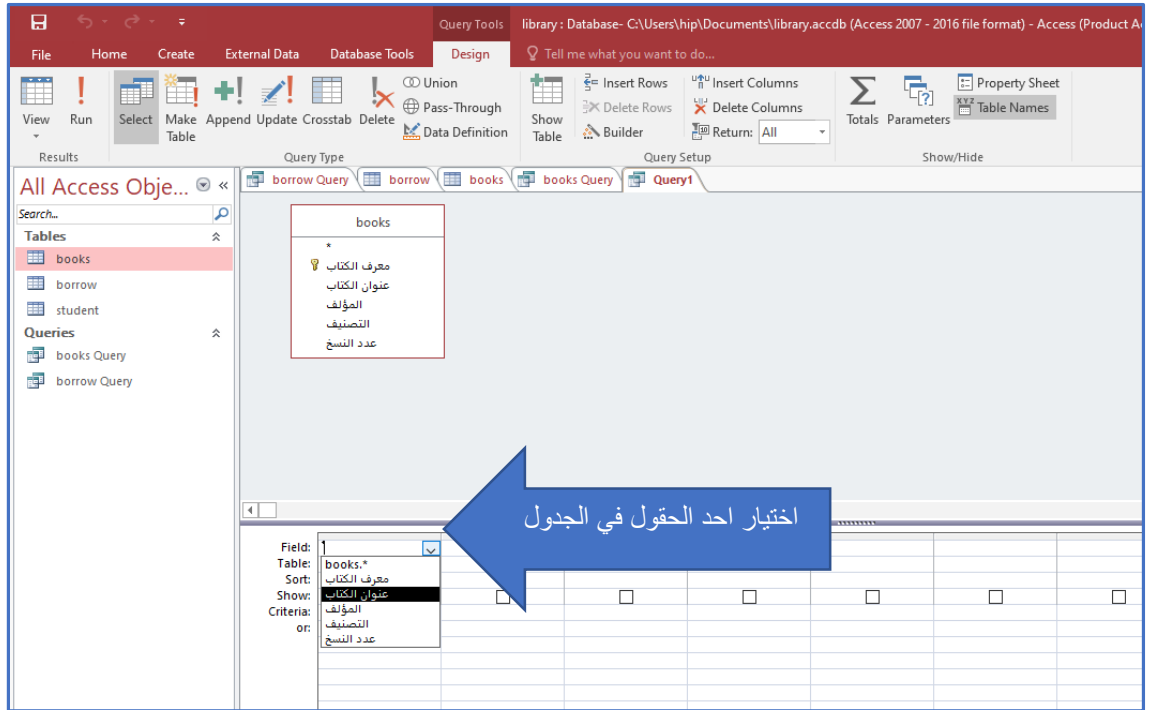 Query Tools
library : Database- C:\Users\hip\Documents\library.accdb (Access 2007 - 2016 file format) - Access (Product A
File Home Create External Data Database Tools Design Tell me what you want to do...
View Run Select Make Table Append Update Crosstab Delete
Union
Pass-Through
Data Definition
Show Table
Insert Rows
Delete Rows
Builder
Insert Columns
Delete Columns
Return: All
Totals Parameters
Property Sheet
Table Names
Results Query Type Query Setup Show/Hide
All Access Obje...
Search...
Tables
books
borrow
student
Queries
books Query
borrow Query
borrow Query borrow books books Query Query1
books
*
معرف الكتاب
عنوان الكتاب
المؤلف
التصنيف
عدد النسخ
اختيار احد الحقول في الجدول
Field:
Table:
Sort:
Show:
Criteria:
or:
books.*
معرف الكتاب
عنوان الكتاب
المؤلف
التصنيف
عدد النسخ